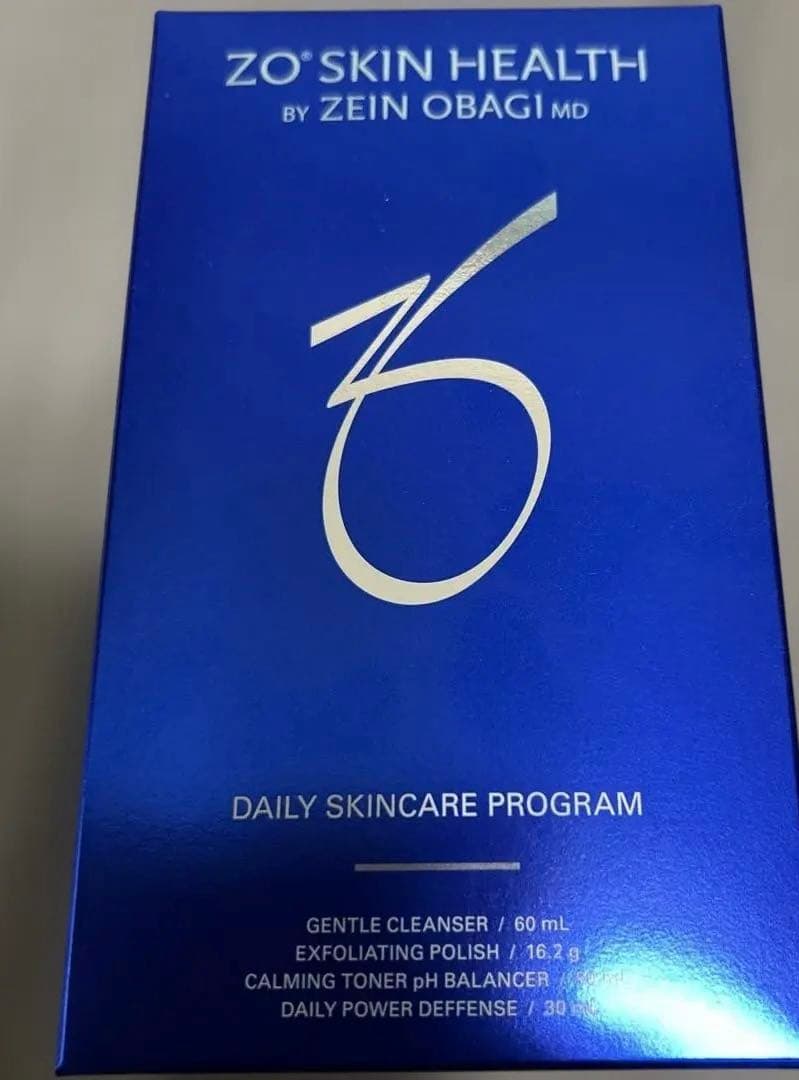 ZO® SKIN HEALTH
BY ZEIN OBAGI MD
DAILY SKINCARE PROGRAM
GENTLE CLEANSER / 60 mL
EXFOLIATING POLISH / 16.2 g
CALMING TONER pH BALANCER /
DAILY POWER DEFFENSE / 30